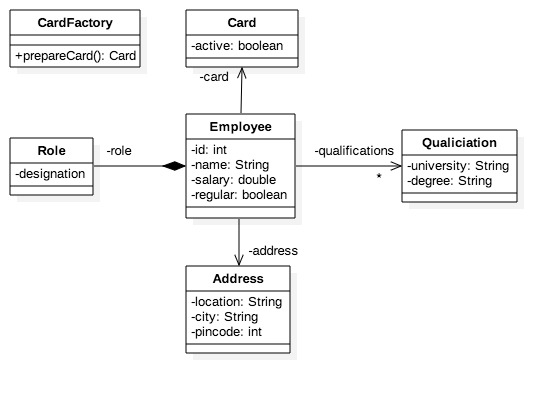 CardFactory
+prepareCard(): Card
Card
-active: boolean
-card
Employee
-id: int
-name: String
-salary: double
-regular: boolean
Role
-designation
-role
-qualifications
*
Qualiciation
-university: String
-degree: String
-address
Address
-location: String
-city: String
-pincode: int